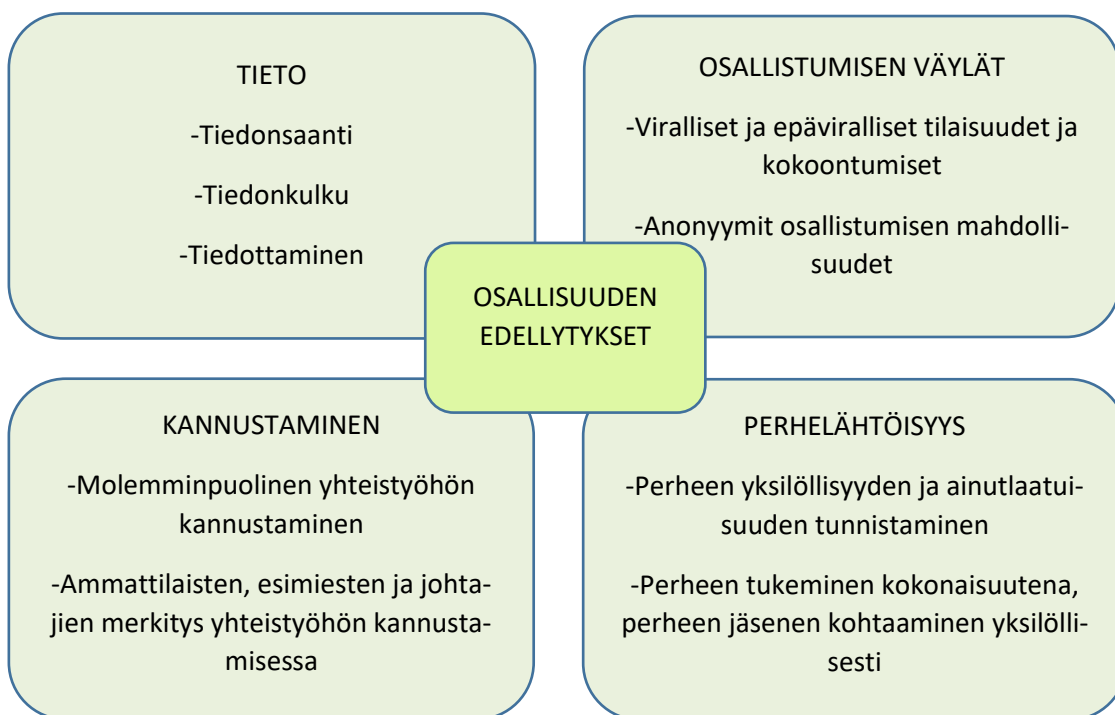 TIETO
-Tiedonsaanti
-Tiedonkulku
-Tiedottaminen
OSALLISTUMISEN VÄYLÄT
-Viralliset ja epäviralliset tilaisuudet ja
kokoontumiset
-Anonyymit osallistumisen mahdolli-
suudet
OSALLISUUDEN
EDELLYTYKSET
KANNUSTAMINEN
-Molemminpuolinen yhteistyöhön
kannustaminen
-Ammattilaisten, esimiesten ja johta-
jien merkitys yhteistyöhön kannusta-
misessa
PERHELÄHTÖISYYS
-Perheen yksilöllisyyden ja ainutlaatui-
suuden tunnistaminen
-Perheen tukeminen kokonaisuutena,
perheen jäsenen kohtaaminen yksilölli-
sesti